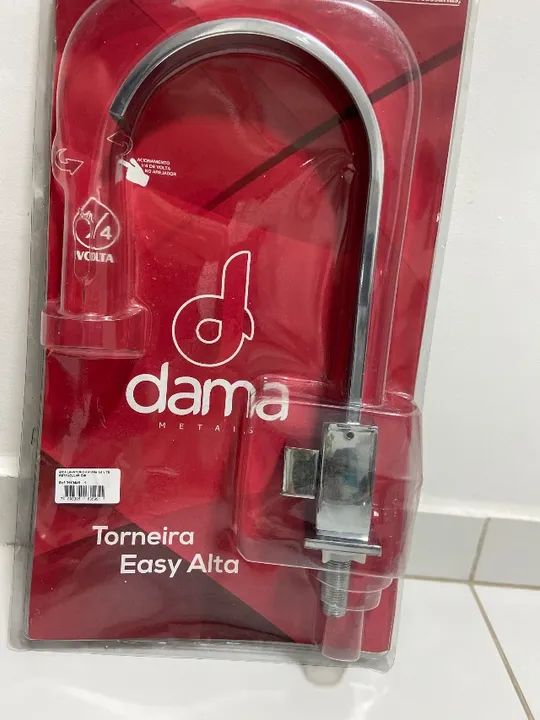 ACIONAMENTO
1/4 DE VOLTA
NO AREJADOR
1/4
VOLTA
dama
METAIS
Torneira
Easy Alta